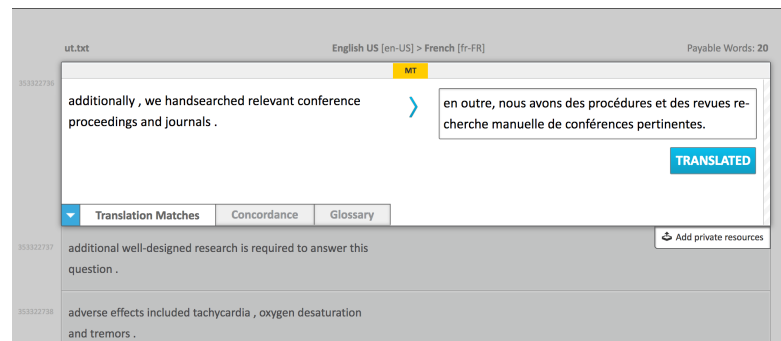 ut.txt English US [en-US] > French [fr-FR] Payable Words: 20
MT
353322736
additionally , we handsearched relevant conference
proceedings and journals .
en outre, nous avons des procédures et des revues re-
cherche manuelle de conférences pertinentes.
TRANSLATED
Translation Matches Concordance Glossary
Add private resources
353322737
additional well-designed research is required to answer this
question .
353322738
adverse effects included tachycardia , oxygen desaturation
and tremors .